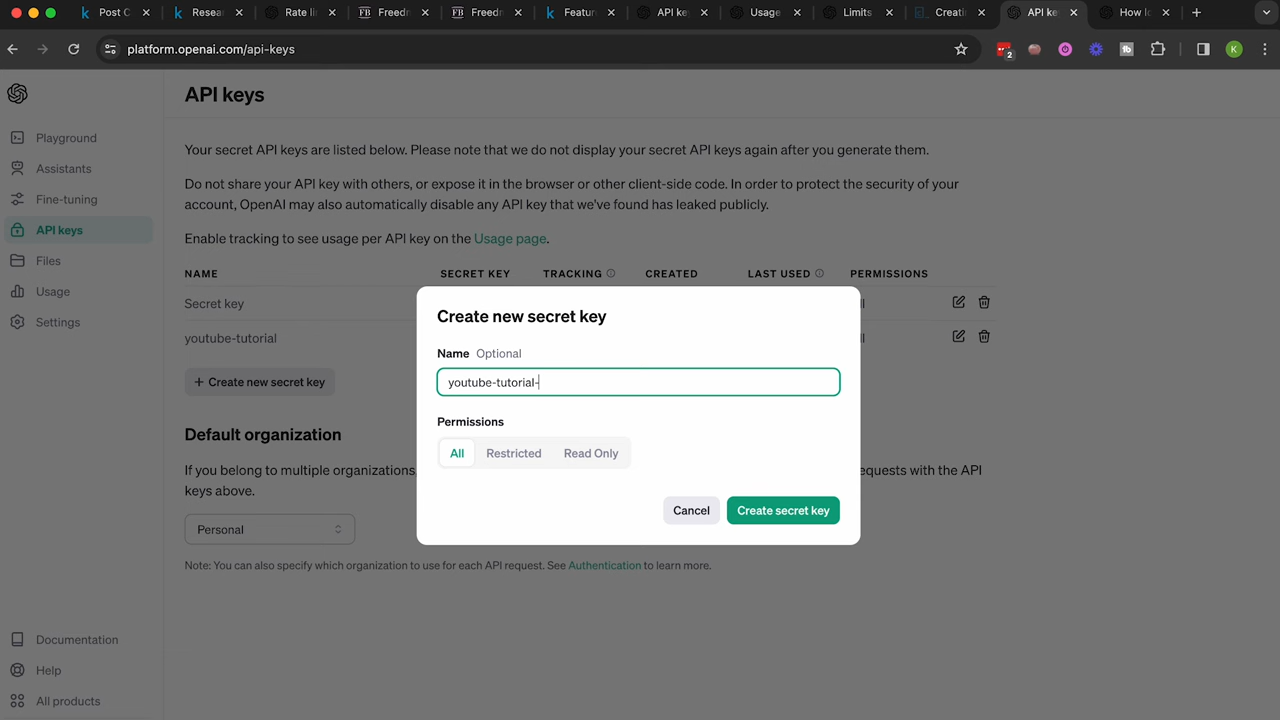 Post C
Resea
Rate li
Freedn
Freedn
Featur
API ke
Usage
Limits
Creati
API ke
How lo
platform.openai.com/api-keys
2
K
API keys
Playground
Assistants
Fine-tuning
API keys
Files
Usage
Settings
Your secret API keys are listed below. Please note that we do not display your secret API keys again after you generate them.
Do not share your API key with others, or expose it in the browser or other client-side code. In order to protect the security of your
account, OpenAI may also automatically disable any API key that we've found has leaked publicly.
Enable tracking to see usage per API key on the Usage page.
NAME SECRET KEY TRACKING CREATED LAST USED PERMISSIONS
Secret key
youtube-tutorial
+ Create new secret key
Create new secret key
Name Optional
youtube-tutorial-
Permissions
All Restricted Read Only
Cancel Create secret key
Default organization
If you belong to multiple organizations, equests with the API
keys above.
Personal
Note: You can also specify which organization to use for each API request. See Authentication to learn more.
Documentation
Help
All products